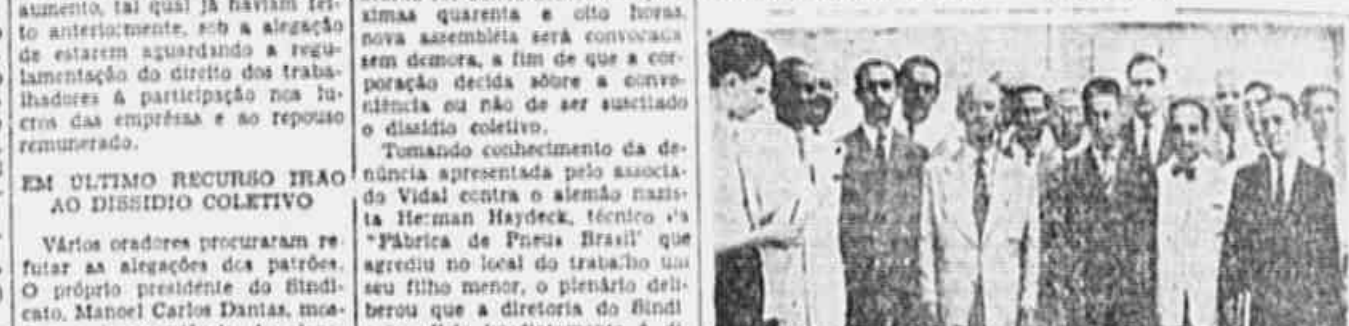 aumento, tal qual já haviam fei-
to anteriormente, sob a alegação
de estarem aguardando a regu-
lamentação do direito dos traba-
lhadores á participação nos lu-
cros das emprêsas e ao repouso
remunerado.
EM ÚLTIMO RECURSO IRÃO
AO DISSIDIO COLETIVO
Vários oradores procuraram re-
futar as alegações dos patrões.
O próprio presidente do Sindi-
cato, Manoel Carlos Dantas, mos-
ximas quarenta e oito horas,
nova assembléia será convocada
sem demora, a fim de que a cor-
poração decida sôbre a conve-
niência ou não de ser suscitado
o dissídio coletivo.
Tomando conhecimento da de-
núncia apresentada pelo associa-
do Vidal contra o alemão nazis-
ta Herman Haydeck, técnico da
"Fábrica de Pneus Brasil" que
agrediu no local do trabalho um
seu filho menor, o plenário deli-
berou que a diretoria do Sindi